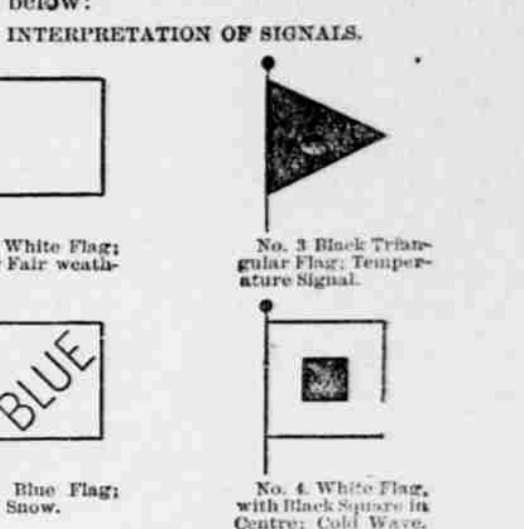 below:
INTERPRETATION OF SIGNALS.
White Flag;
Fair weath-
No. 3 Black Trian-
gular Flag; Temper-
ature Signal.
BLUE
Blue Flag;
Snow.
No. 4. White Flag,
with Black Square in
Centre; Cold Wave.